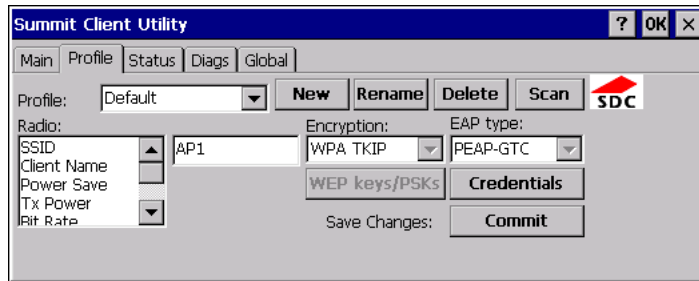 Summit Client Utility ? OK ×
Main Profile Status Diags Global
Profile: Default New Rename Delete Scan SDC
Radio: Encryption: EAP type:
SSID AP1 WPA TKIP PEAP-GTC
Client Name
Power Save WEP keys/PSKs Credentials
Tx Power
Bit Rate Save Changes: Commit